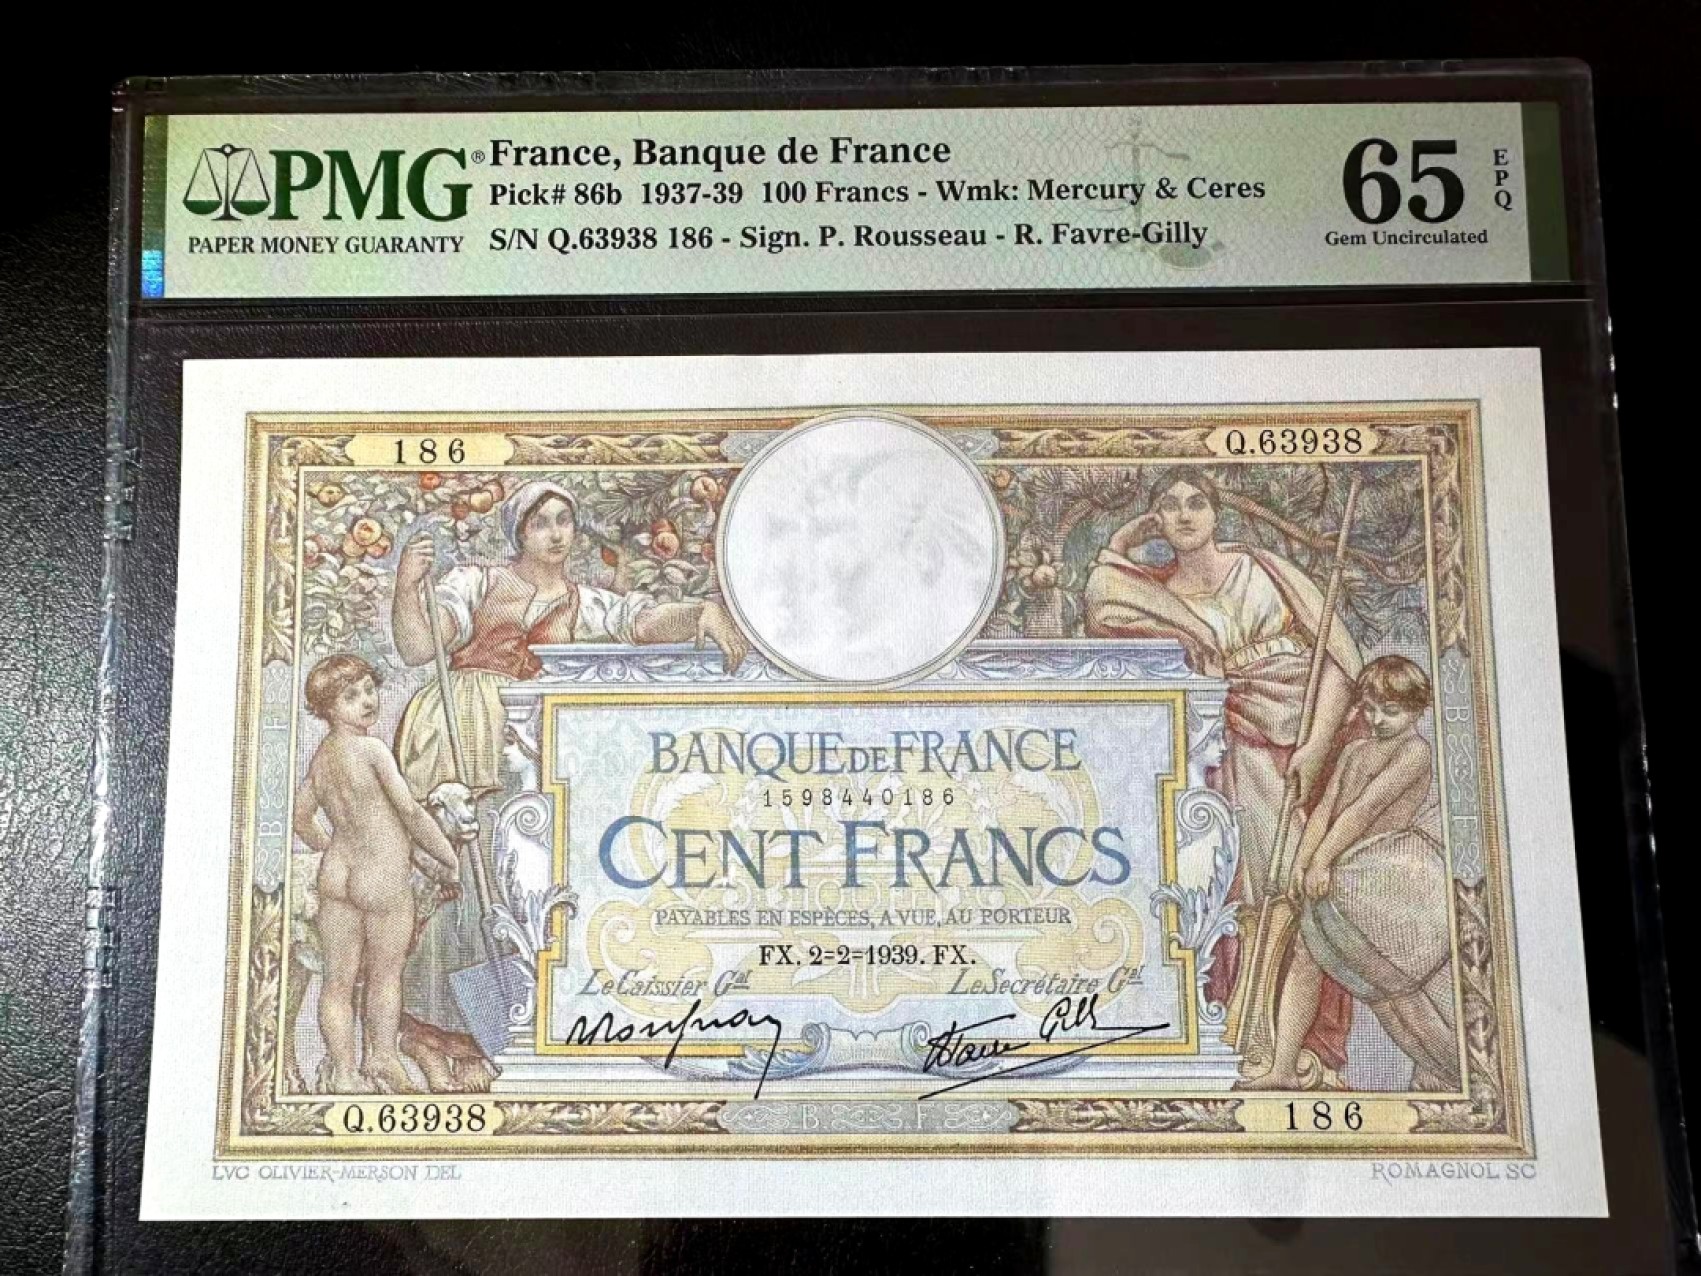 PMG®
PAPER MONEY GUARANTY
France, Banque de France
Pick# 86b 1937-39 100 Francs - Wmk: Mercury & Ceres
S/N Q.63938 186 - Sign. P. Rousseau - R. Favre-Gilly
65
EPQ
Gem Uncirculated
186
Q.63938
BANQUE DE FRANCE
1598440186
CENT FRANCS
PAYABLES EN ESPÈCES, A VUE, AU PORTEUR
FX. 2=2=1939. FX.
Le Caissier Gal
Le Secrétaire Gal
Q.63938
B. F
186
LVC OLIVIER-MERSON DEL
ROMAGNOL SC